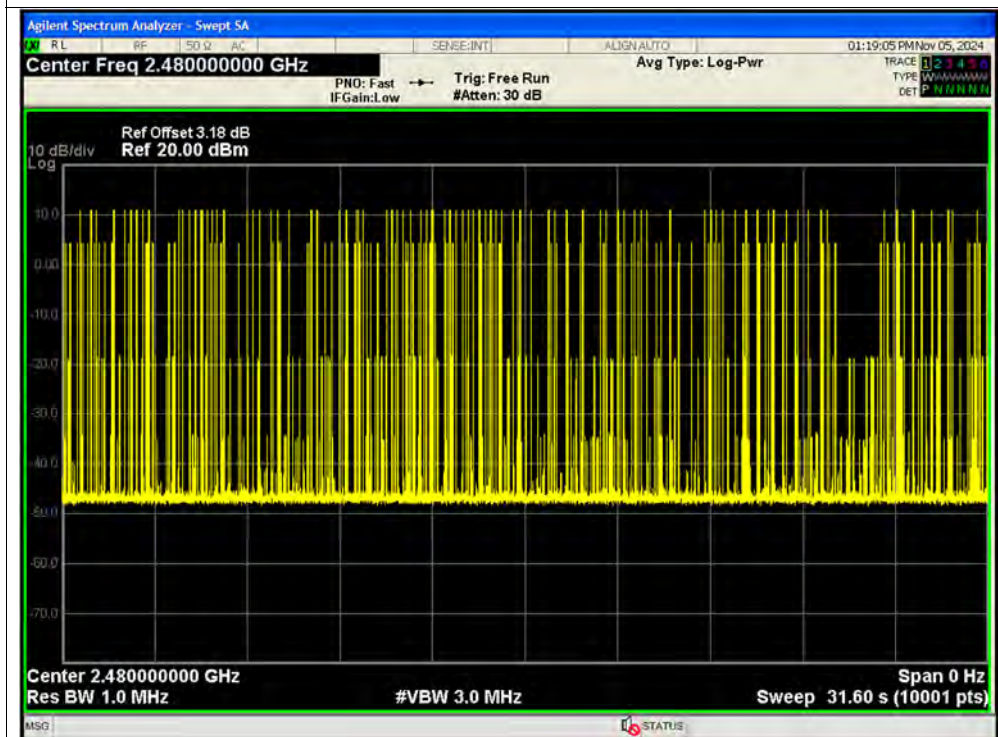 Agilent Spectrum Analyzer - Swept SA
RL RF 50 Ω AC SENSE:INT ALIGN AUTO 01:19:05 PM Nov 05, 2024
Center Freq 2.480000000 GHz Avg Type: Log-Pwr TRACE 1 2 3 4 5 6
PNO: Fast Trig: Free Run TYPE W
IFGain:Low #Atten: 30 dB DET P N N N N N
Ref Offset 3.18 dB
10 dB/div Ref 20.00 dBm
Log
10.0
0.00
-10.0
-20.0
-30.0
-40.0
-50.0
-60.0
-70.0
Center 2.480000000 GHz Span 0 Hz
Res BW 1.0 MHz #VBW 3.0 MHz Sweep 31.60 s (10001 pts)
MSG STATUS